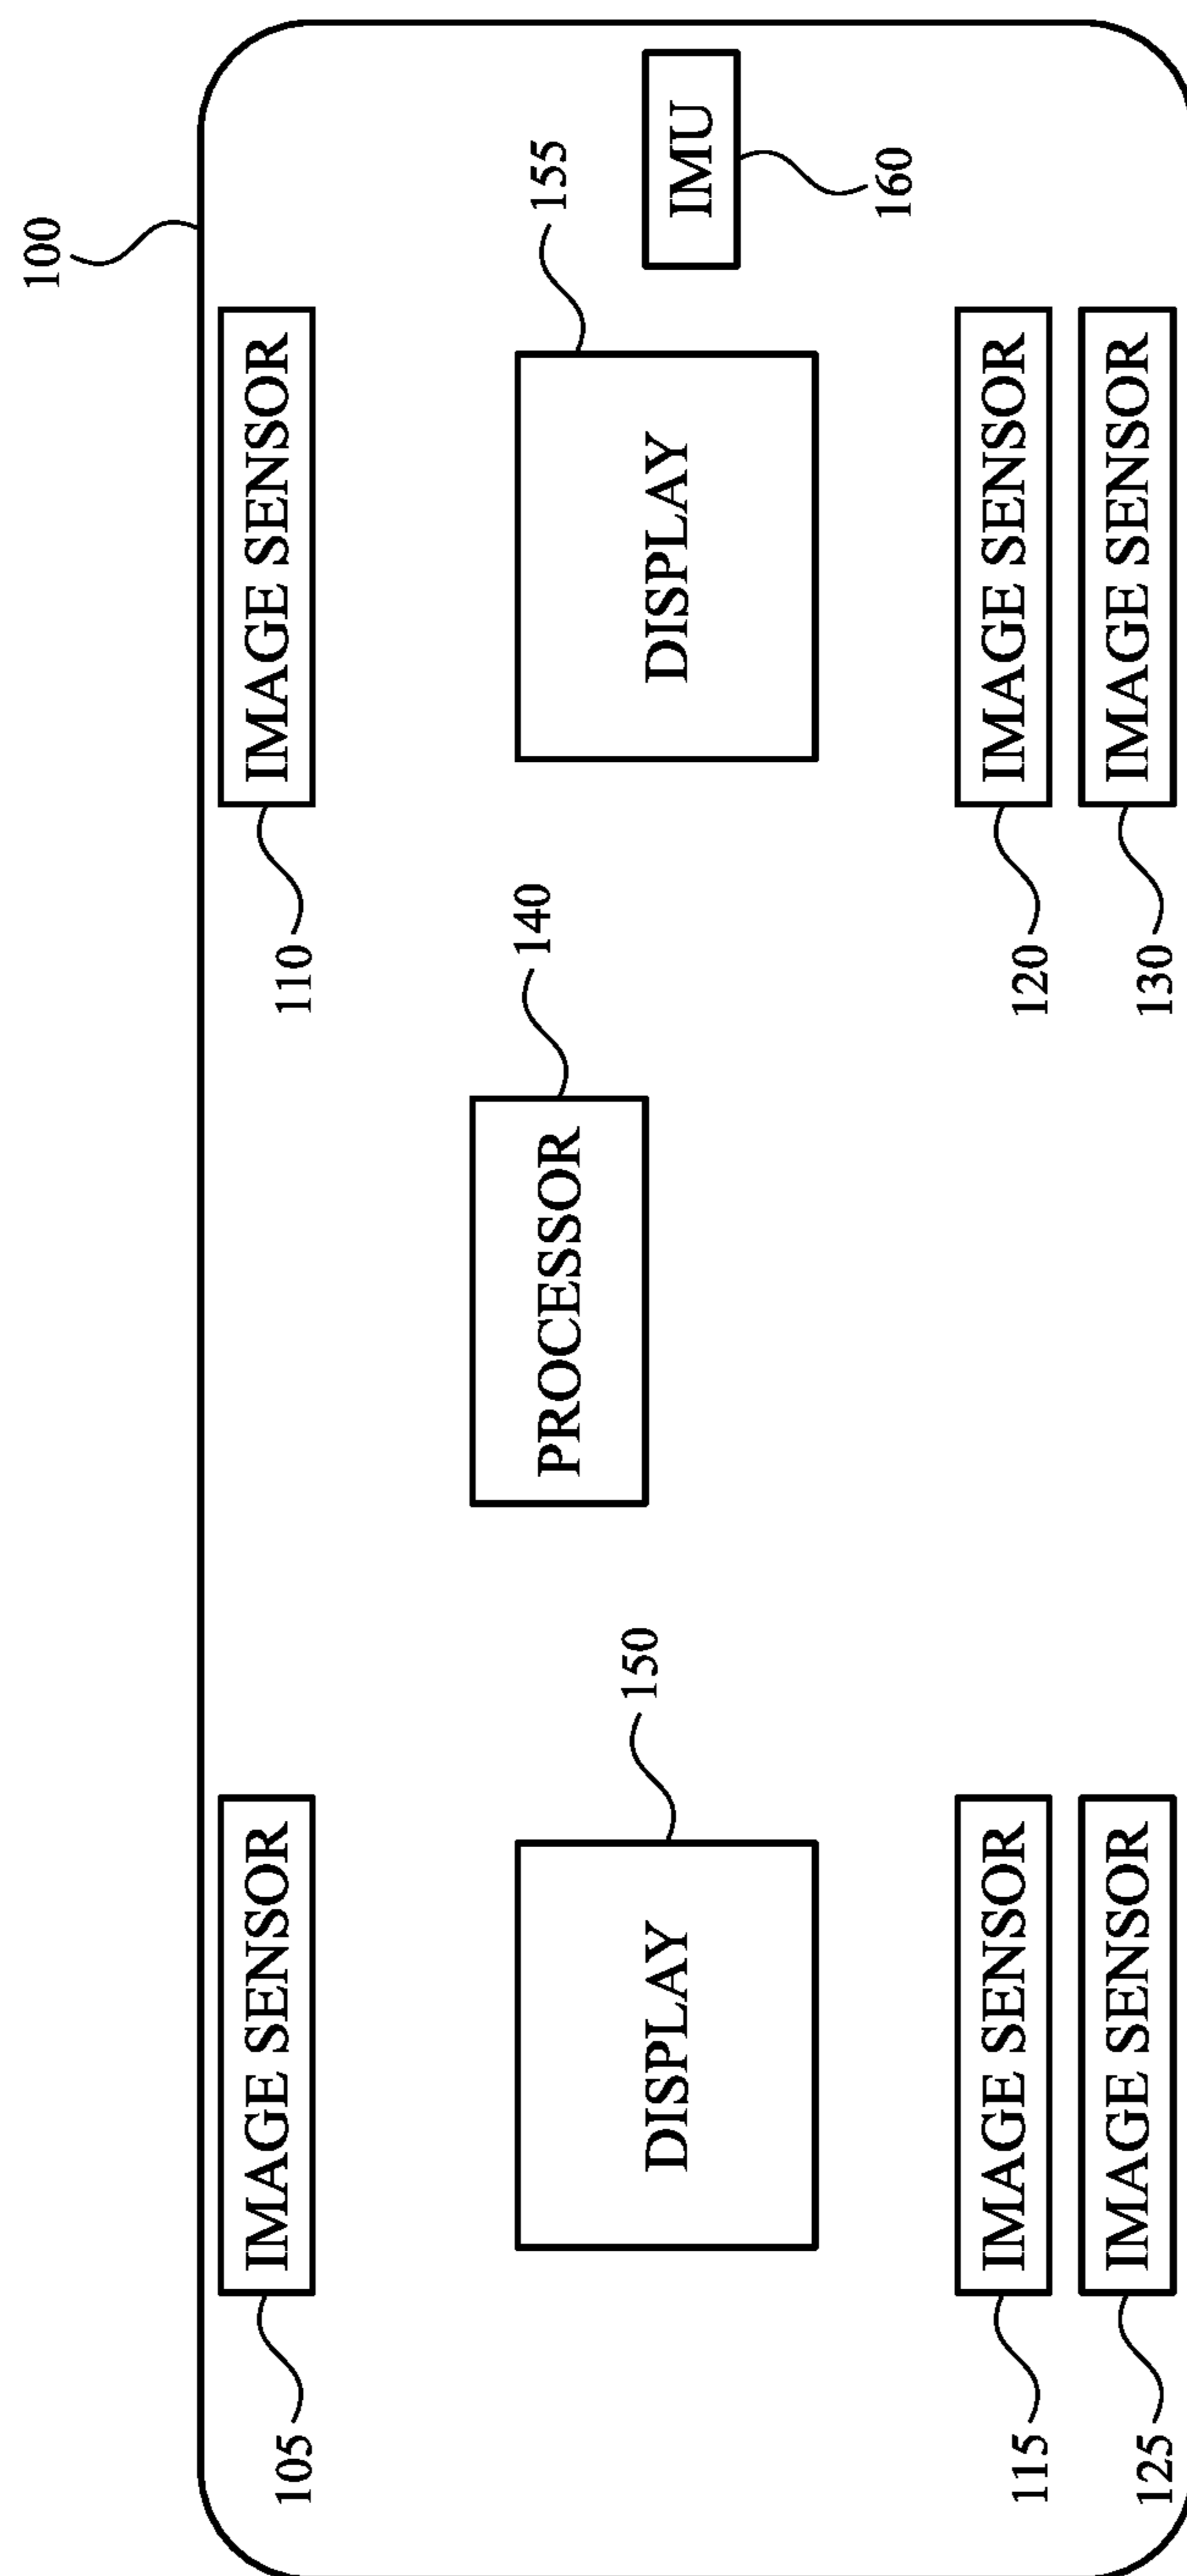 100
IMAGE SENSOR
IMAGE SENSOR
105
110
PROCESSOR
140
DISPLAY
150
DISPLAY
155
IMU
160
IMAGE SENSOR
115
IMAGE SENSOR
120
IMAGE SENSOR
125
IMAGE SENSOR
130